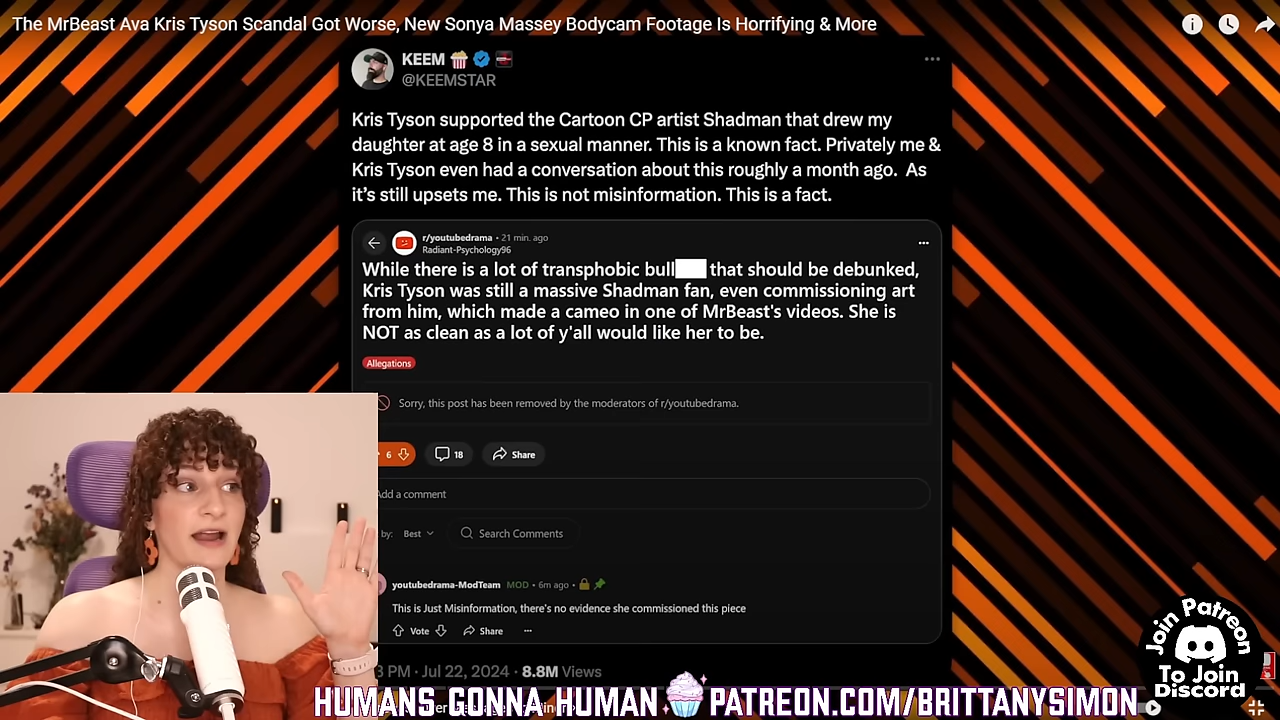 The MrBeast Ava Kris Tyson Scandal Got Worse, New Sonya Massey Bodycam Footage Is Horrifying & More
KEEM
@KEEMSTAR
Kris Tyson supported the Cartoon CP artist Shadman that drew my
daughter at age 8 in a sexual manner. This is a known fact. Privately me &
Kris Tyson even had a conversation about this roughly a month ago. As
it's still upsets me. This is not misinformation. This is a fact.
r/youtubedrama • 21 min. ago
Radiant-Psychology96
While there is a lot of transphobic bull that should be debunked,
Kris Tyson was still a massive Shadman fan, even commissioning art
from him, which made a cameo in one of MrBeast's videos. She is
NOT as clean as a lot of y'all would like her to be.
Allegations
Sorry, this post has been removed by the moderators of r/youtubedrama.
6
18
Share
Add a comment
by:
Best
Search Comments
youtubedrama-ModTeam MOD • 6m ago •
This is Just Misinformation, there's no evidence she commissioned this piece
Vote
Share
PM · Jul 22, 2024 · 8.8M Views
Join Patreon
To Join
Discord
HUMANS GONNA HUMAN PATREON.COM/BRITTANYSIMON